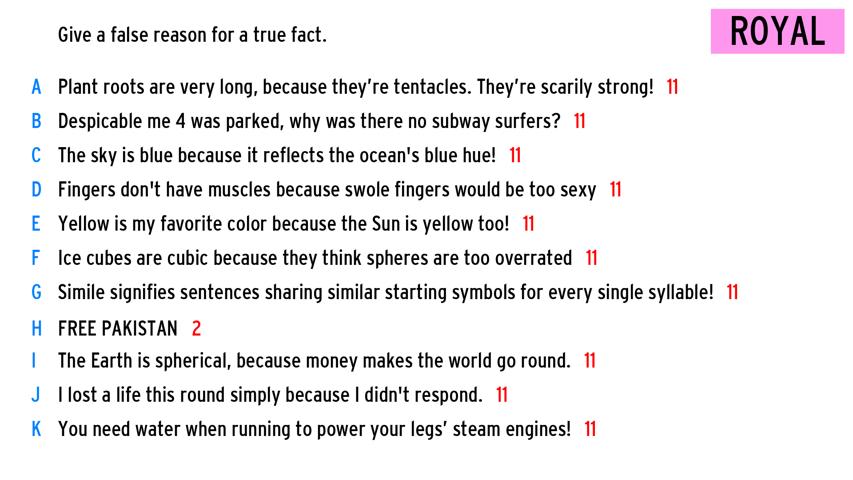 Give a false reason for a true fact.
ROYAL
A Plant roots are very long, because they’re tentacles. They’re scarily strong! 11
B Despicable me 4 was parked, why was there no subway surfers? 11
C The sky is blue because it reflects the ocean's blue hue! 11
D Fingers don't have muscles because swole fingers would be too sexy 11
E Yellow is my favorite color because the Sun is yellow too! 11
F Ice cubes are cubic because they think spheres are too overrated 11
G Simile signifies sentences sharing similar starting symbols for every single syllable! 11
H FREE PAKISTAN 2
I The Earth is spherical, because money makes the world go round. 11
J I lost a life this round simply because I didn't respond. 11
K You need water when running to power your legs’ steam engines! 11